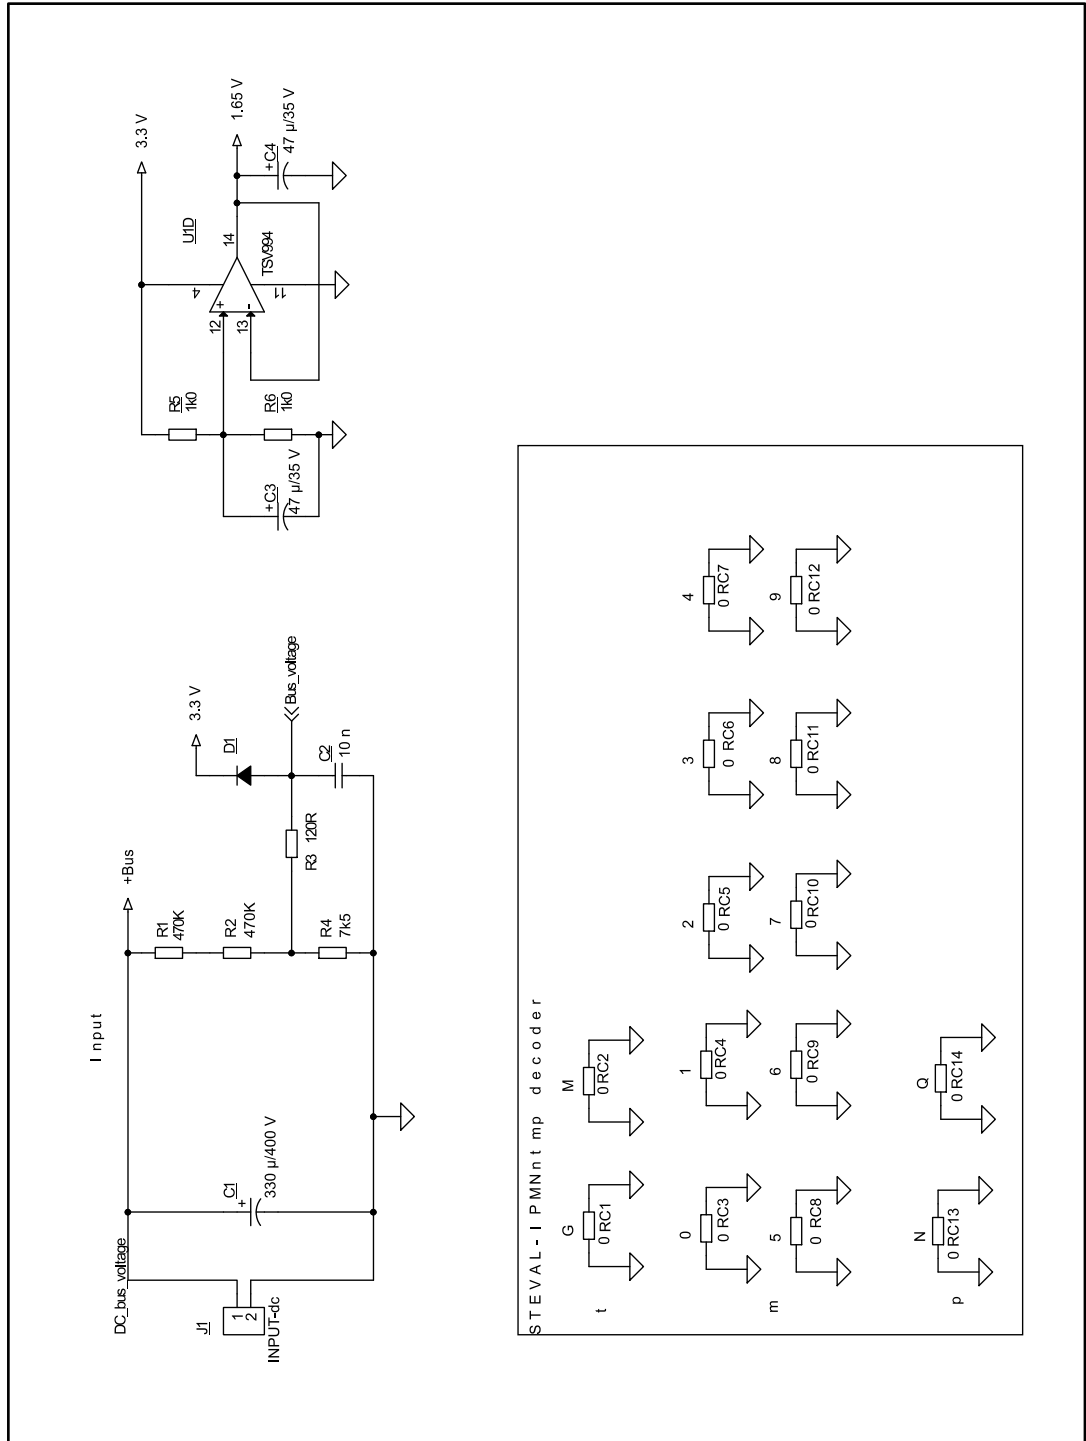 Input
J1
1
2
INPUT-dc
DC_bus_voltage
C1
+
330 µ/400 V
+Bus
R1
470K
R2
470K
R4
7k5
R3 120R
3.3 V
D1
C2
10 n
Bus_voltage
+C3
47 µ/35 V
R5
1k0
R6
1k0
3.3 V
U1D
TSV994
12
13
14
4
11
+
-
1.65 V
+C4
47 µ/35 V
STEVAL-IPMNntmp decoder
t
G
0 RC1
M
0 RC2
m
0
0 RC3
1
0 RC4
2
0 RC5
3
0 RC6
4
0 RC7
5
0 RC8
6
0 RC9
7
0 RC10
8
0 RC11
9
0 RC12
p
N
0 RC13
Q
0 RC14